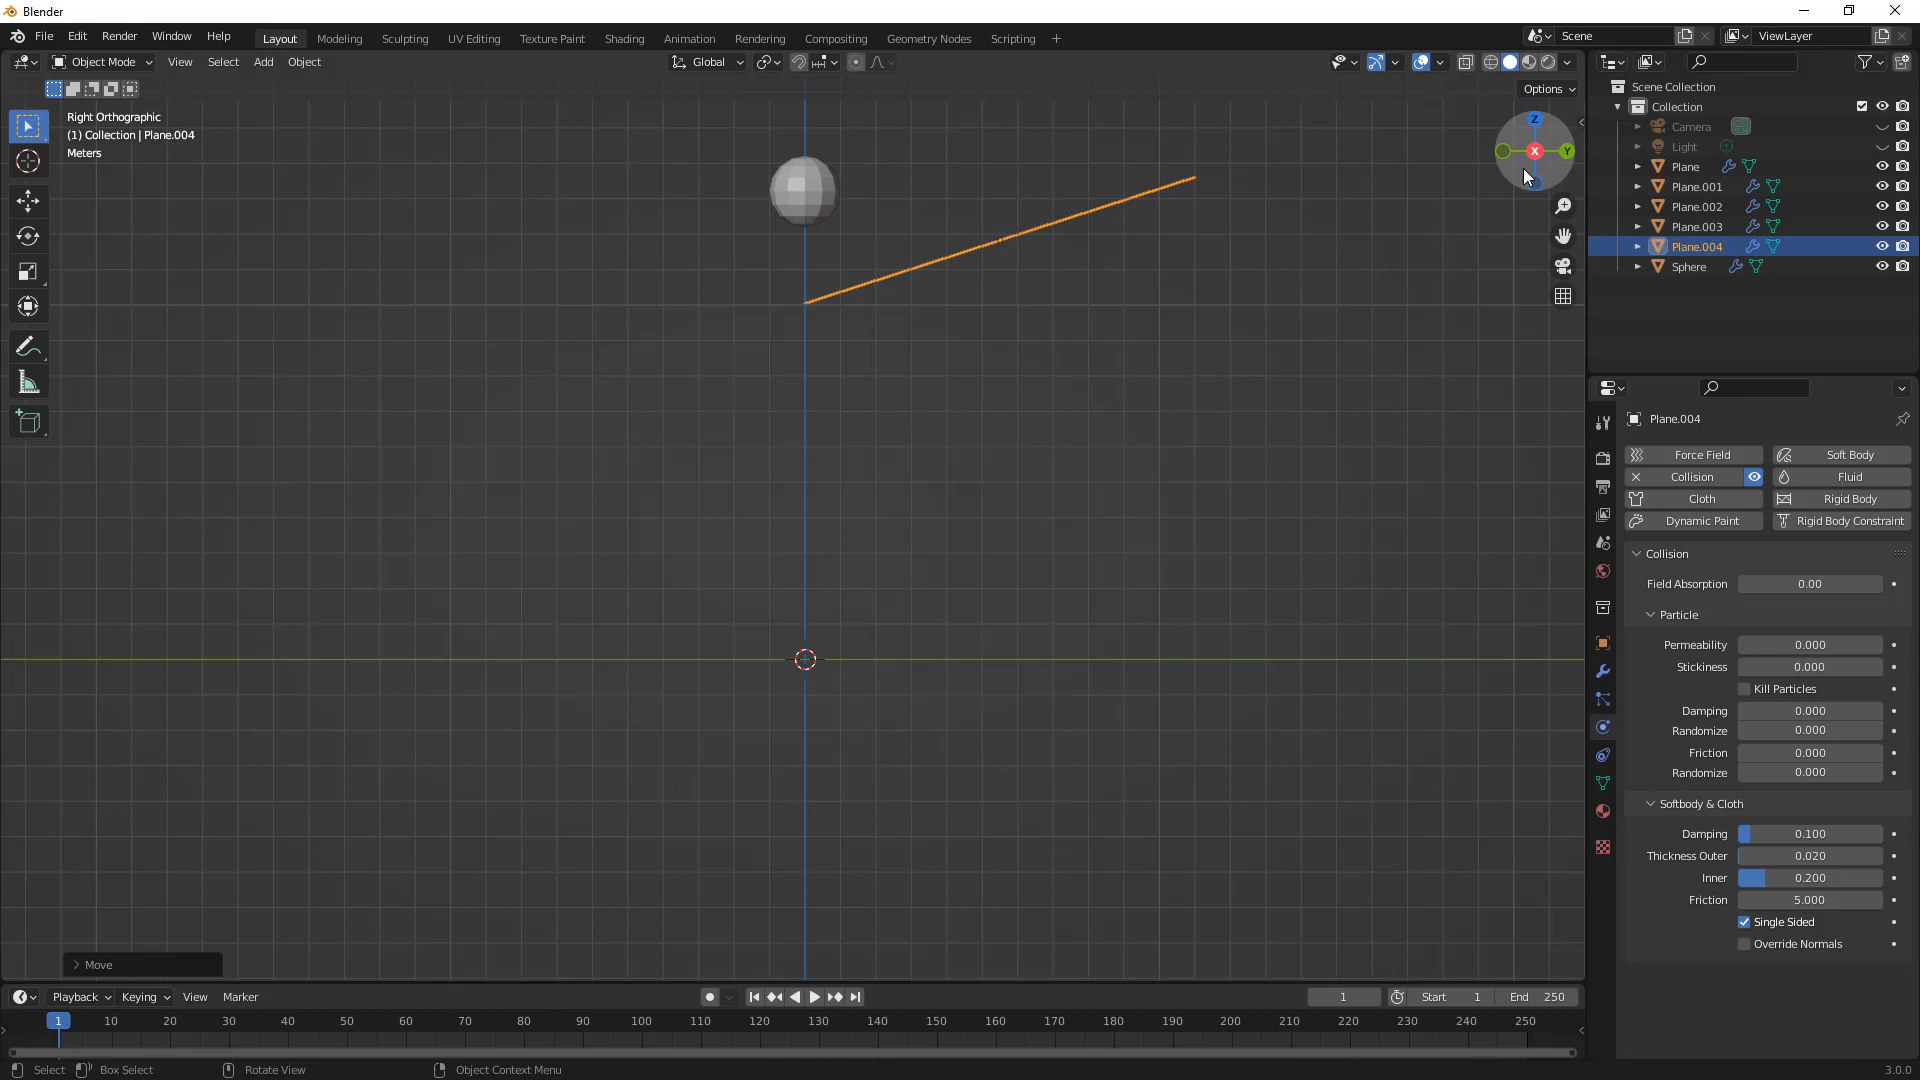 Blender
File Edit Render Window Help
Layout Modeling Sculpting UV Editing Texture Paint Shading Animation Rendering Compositing Geometry Nodes Scripting +
Scene
ViewLayer
Object Mode View Select Add Object
Global
Options
Right Orthographic
(1) Collection | Plane.004
Meters
Z
X
Y
Scene Collection
Collection
Camera
Light
Plane
Plane.001
Plane.002
Plane.003
Plane.004
Sphere
Plane.004
Force Field Soft Body
Collision Fluid
Cloth Rigid Body
Dynamic Paint Rigid Body Constraint
Collision
Field Absorption 0.00
Particle
Permeability 0.000
Stickiness 0.000
Kill Particles
Damping 0.000
Randomize 0.000
Friction 0.000
Randomize 0.000
Softbody & Cloth
Damping 0.100
Thickness Outer 0.020
Inner 0.200
Friction 5.000
Single Sided
Override Normals
> Move
Playback Keying View Marker
1 Start 1 End 250
1 10 20 30 40 50 60 70 80 90 100 110 120 130 140 150 160 170 180 190 200 210 220 230 240 250
Select Box Select Rotate View Object Context Menu 3.0.0